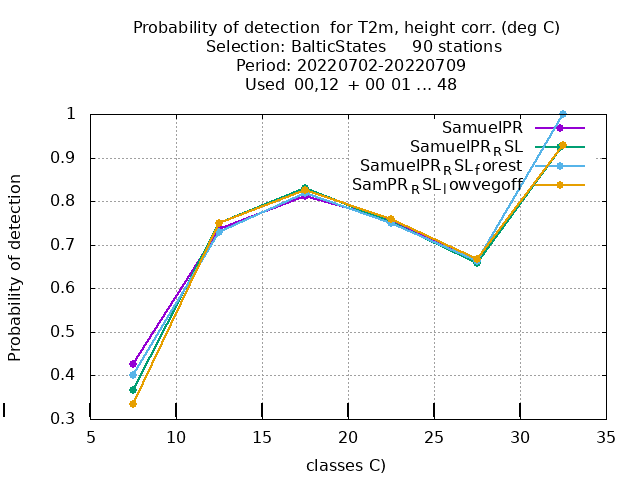 Probability of detection  for T2m, height corr. (deg C)
Selection: BalticStates     90 stations
Period: 20220702-20220709
Used  00,12  + 00 01 ... 48
SamuelPR
SamuelPR_RSL
SamuelPR_RSL_forest
SamPR_RSL_lowvegoff
Probability of detection
1
0.9
0.8
0.7
0.6
0.5
0.4
0.3
5 10 15 20 25 30 35
classes C)